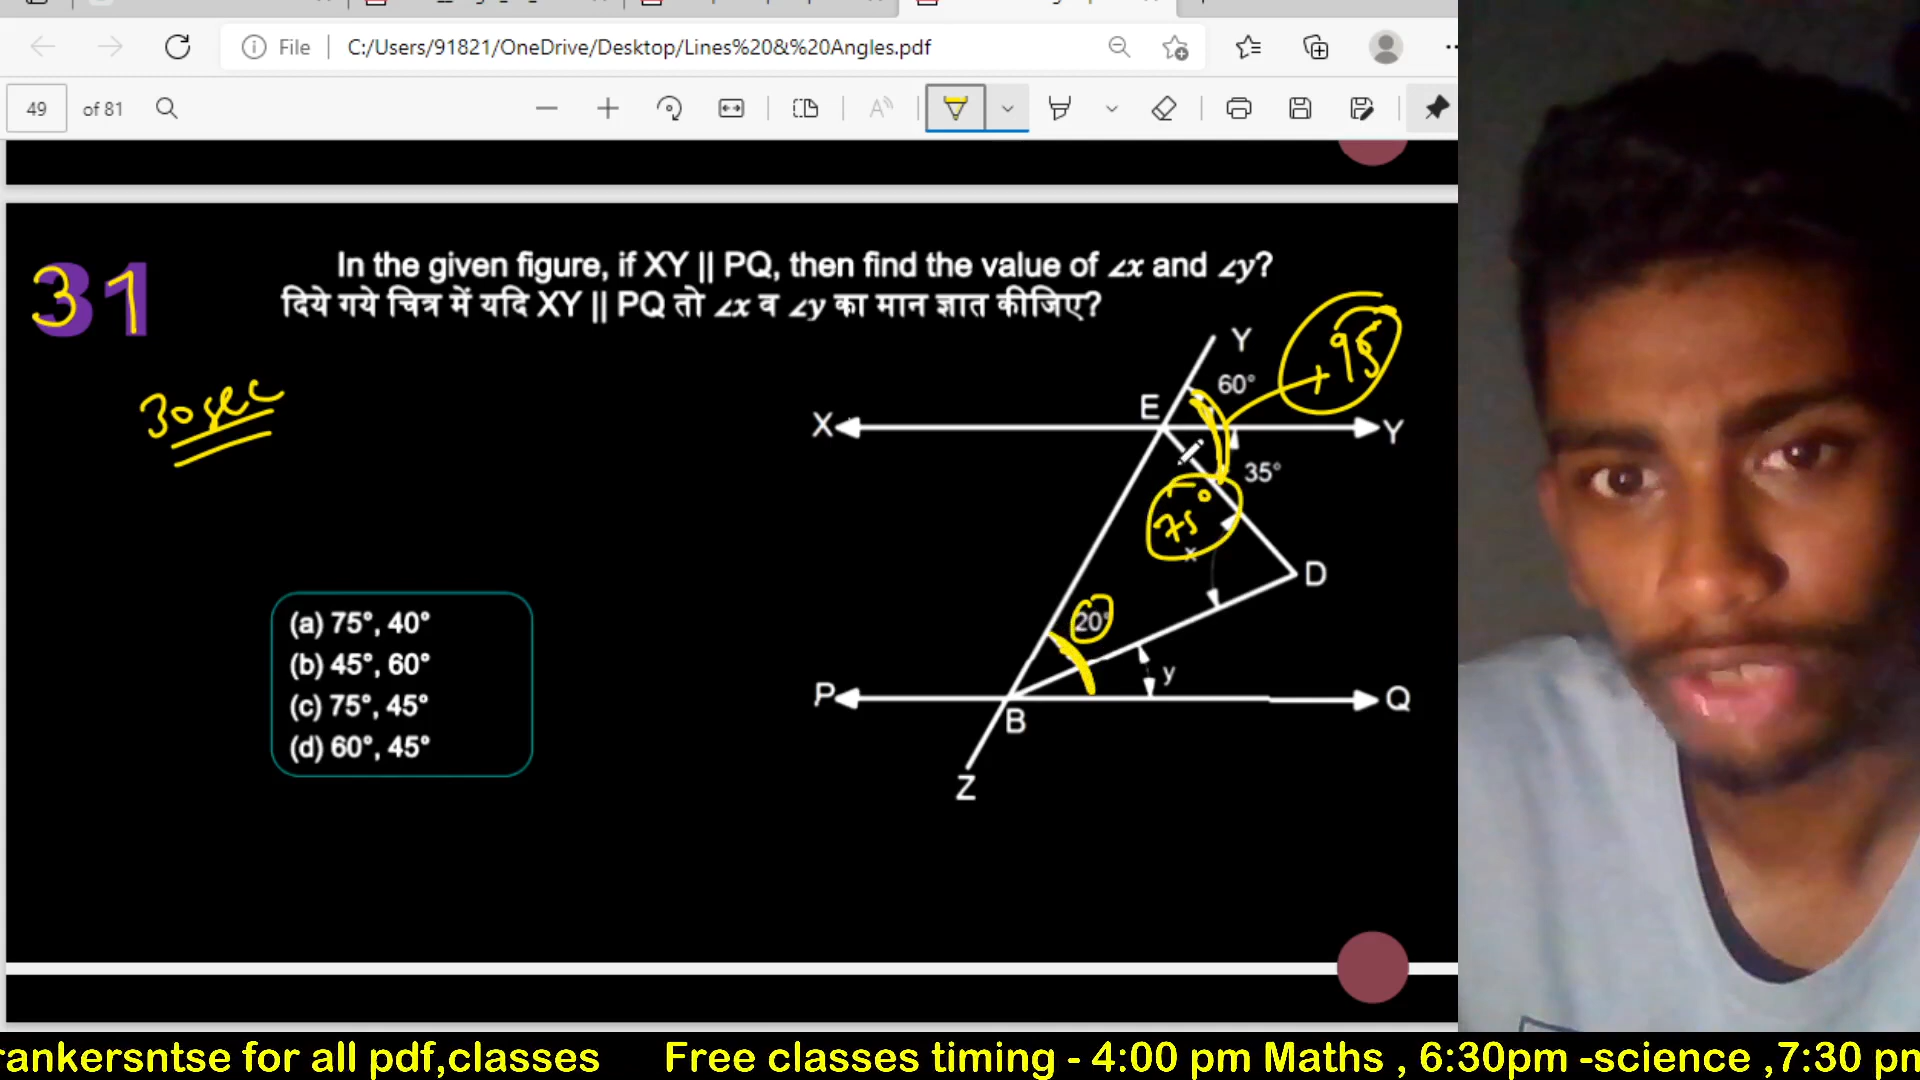 File C:/Users/91821/OneDrive/Desktop/Lines%20&%20Angles.pdf
49 of 81
31
In the given figure, if XY || PQ, then find the value of ∠x and ∠y?
दिये गये चित्र में यदि XY || PQ तो ∠x व ∠y का मान ज्ञात कीजिए?
30 sec
Y
60°
+ 95
E
X
Y
35°
75°
x
D
20°
y
P
B
Q
Z
(a) 75°, 40°
(b) 45°, 60°
(c) 75°, 45°
(d) 60°, 45°
rankersntse for all pdf,classes Free classes timing - 4:00 pm Maths , 6:30pm -science ,7:30 pm